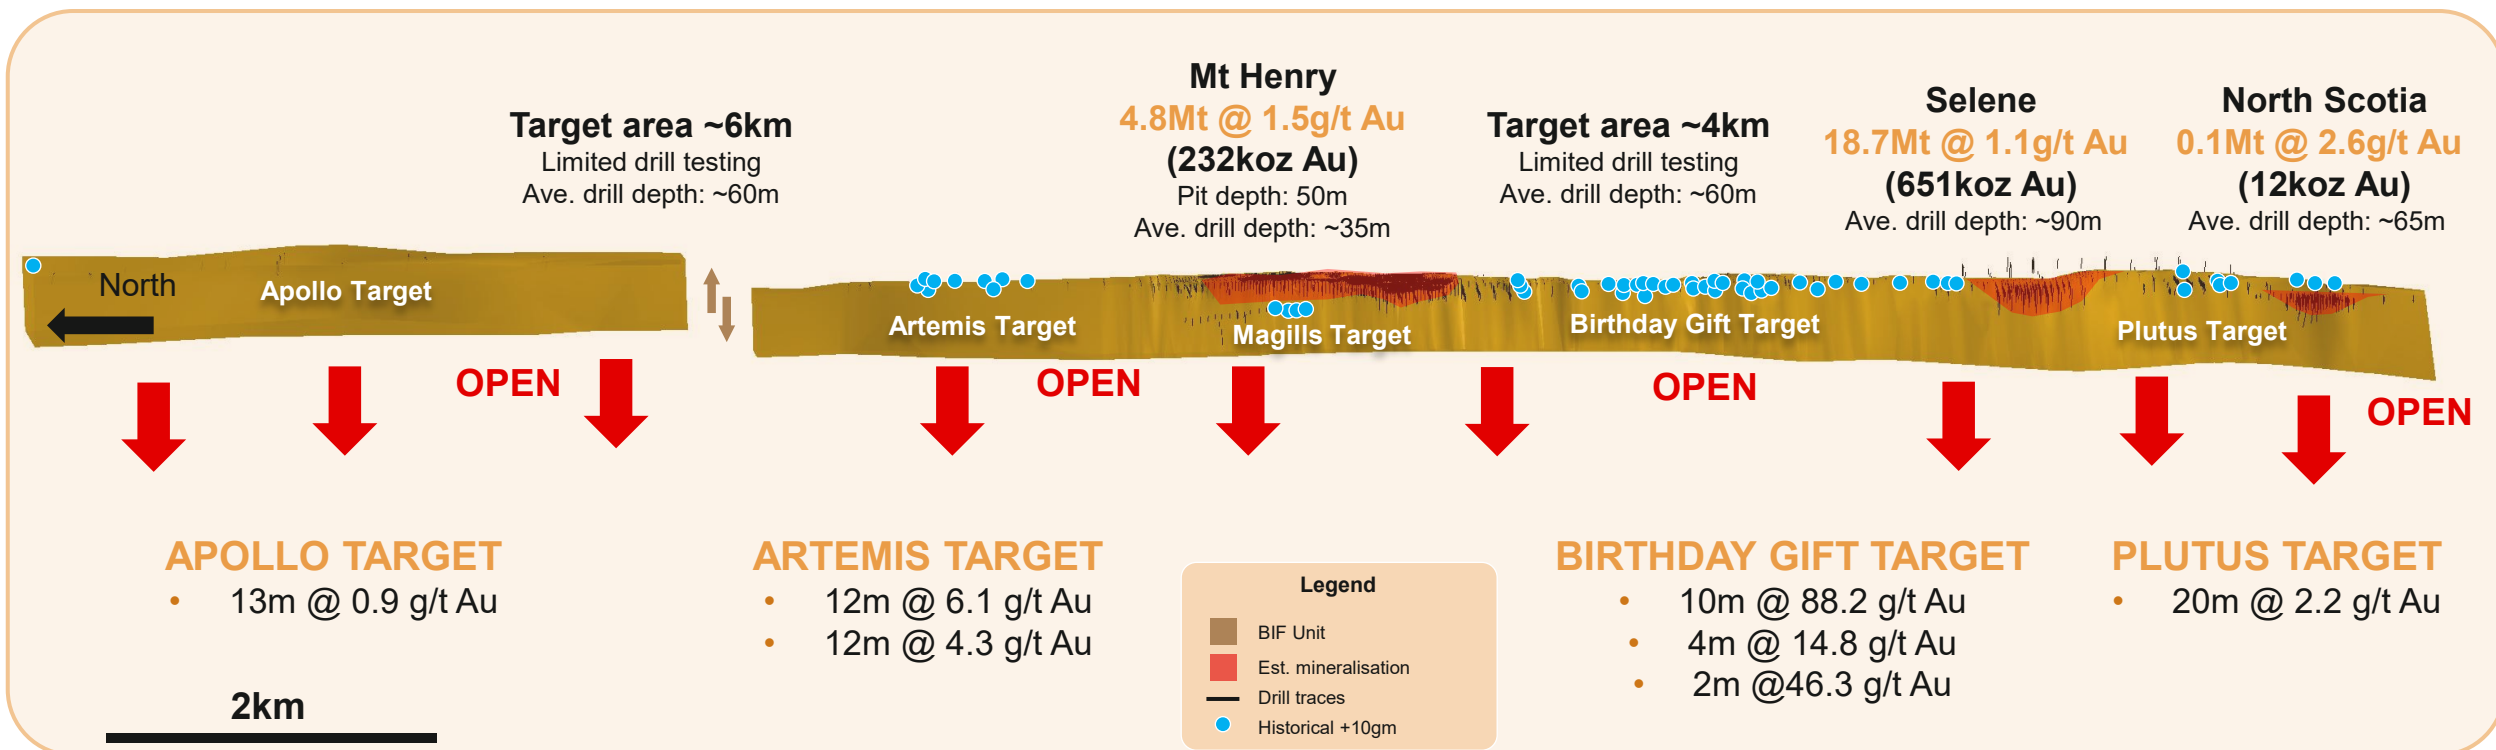 Mt Henry
4.8Mt @ 1.5g/t Au
(232koz Au)
Pit depth: 50m
Ave. drill depth: ~35m
Target area ~6km
Limited drill testing
Ave. drill depth: ~60m
Target area ~4km
Limited drill testing
Ave. drill depth: ~60m
Selene
18.7Mt @ 1.1g/t Au
(651koz Au)
Ave. drill depth: ~90m
North Scotia
0.1Mt @ 2.6g/t Au
(12koz Au)
Ave. drill depth: ~65m
North
Apollo Target
Artemis Target
Magills Target
Birthday Gift Target
Plutus Target
OPEN
OPEN
OPEN
OPEN
APOLLO TARGET
• 13m @ 0.9 g/t Au
ARTEMIS TARGET
• 12m @ 6.1 g/t Au
• 12m @ 4.3 g/t Au
BIRTHDAY GIFT TARGET
• 10m @ 88.2 g/t Au
• 4m @ 14.8 g/t Au
• 2m @46.3 g/t Au
PLUTUS TARGET
• 20m @ 2.2 g/t Au
Legend
BIF Unit
Est. mineralisation
Drill traces
Historical +10gm
2km